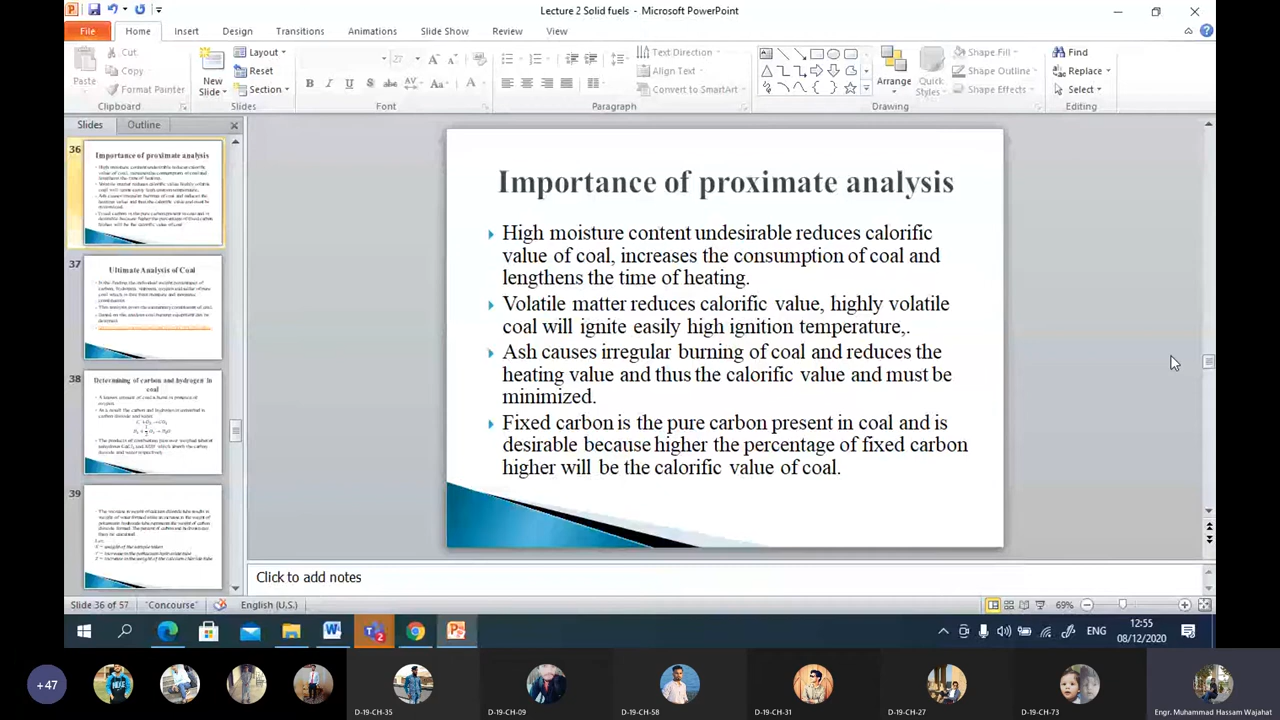 Lecture 2 Solid fuels - Microsoft PowerPoint
File Home Insert Design Transitions Animations Slide Show Review View
Paste
Cut
Copy
Format Painter
Clipboard
New
Slide
Layout
Reset
Section
Slides
Font
Text Direction
Align Text
Convert to SmartArt
Paragraph
Arrange
Quick
Styles
Shape Fill
Shape Outline
Shape Effects
Drawing
Find
Replace
Select
Editing
Slides Outline
36
Importance of proximate analysis
37
Ultimate Analysis of Coal
38
Determining of carbon and hydrogen in
coal
39
Importance of proximate analysis
High moisture content undesirable reduces calorific
value of coal, increases the consumption of coal and
lengthens the time of heating.
Volatile matter reduces calorific value, highly volatile
coal will ignite easily high ignition temperature,.
Ash causes irregular burning of coal and reduces the
heating value and thus the calorific value and must be
minimized.
Fixed carbon is the pure carbon present in coal and is
desirable because higher the percentage of fixed carbon
higher will be the calorific value of coal.
Click to add notes
Slide 36 of 57 "Concourse" English (U.S.) 69%
ENG
12:55
08/12/2020
+47
D-19-CH-35
D-19-CH-09
D-19-CH-58
D-19-CH-31
D-19-CH-27
D-19-CH-73
Engr. Muhammad Hassam Wajahat